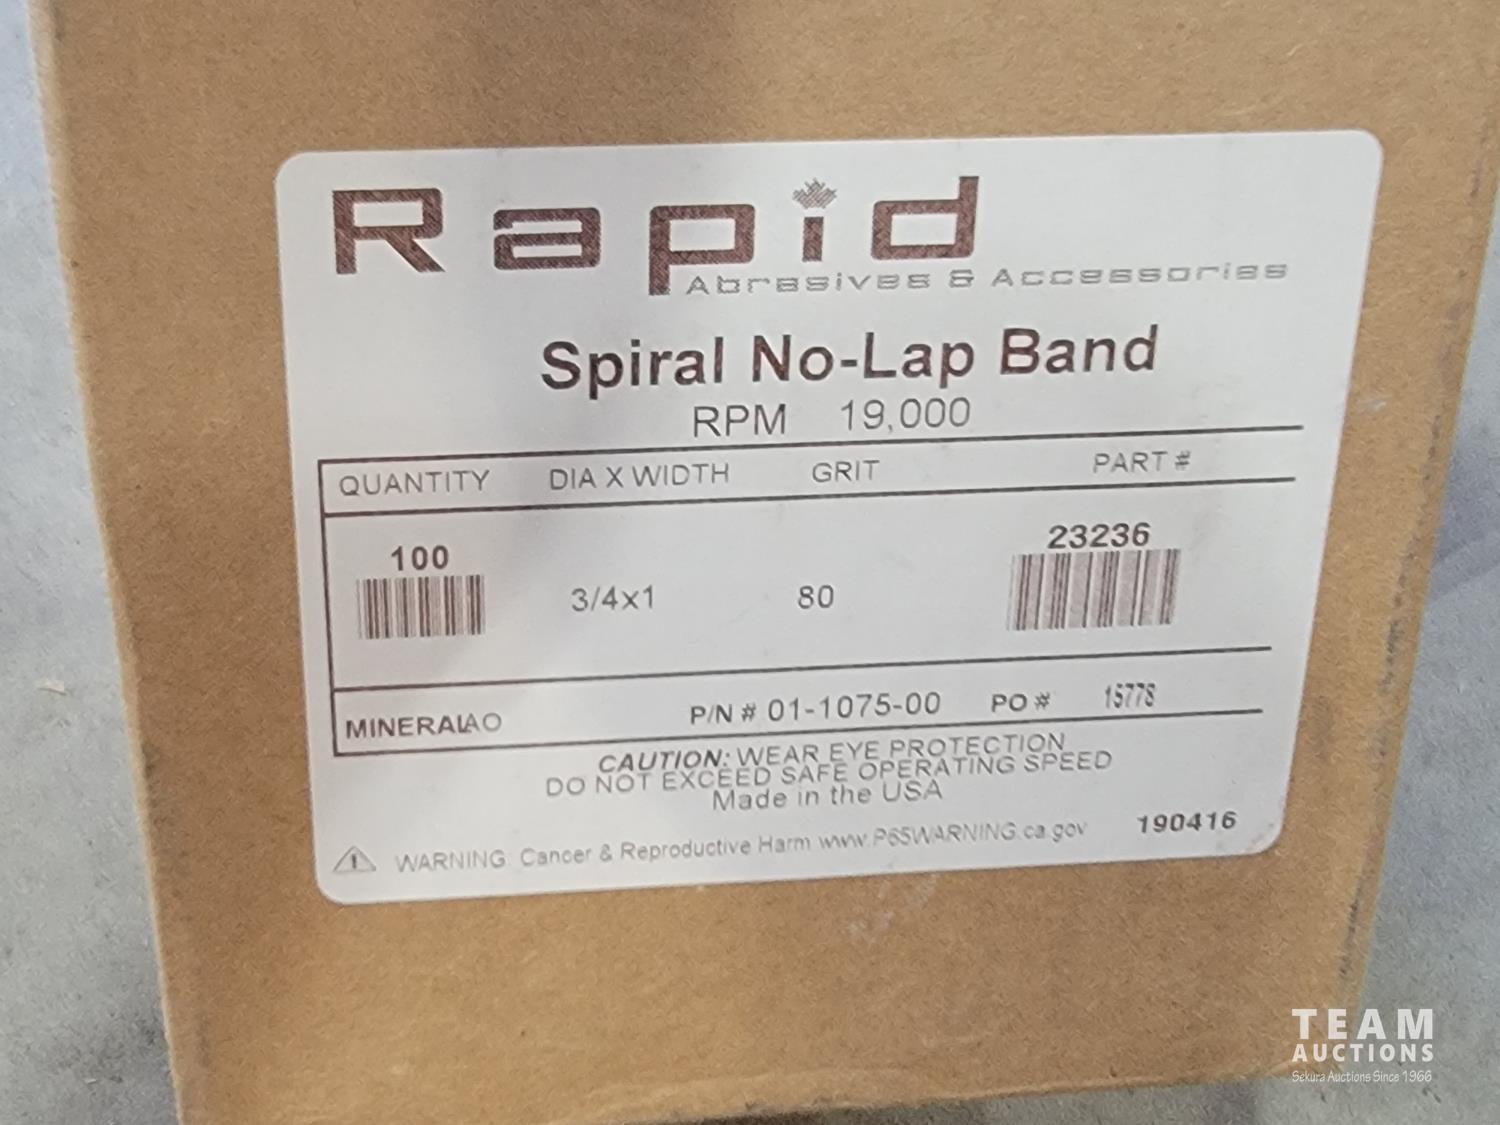 Rapid
Abrasives & Accessories
Spiral No-Lap Band
RPM 19,000
QUANTITY DIA X WIDTH GRIT PART #
100 3/4x1 80 23236
MINERAL AO P/N # 01-1075-00 PO # 15778
CAUTION: WEAR EYE PROTECTION
DO NOT EXCEED SAFE OPERATING SPEED
Made in the USA
WARNING: Cancer & Reproductive Harm www.P65WARNING.ca.gov 190416
TEAM
AUCTIONS
Sekura Auctions Since 1966